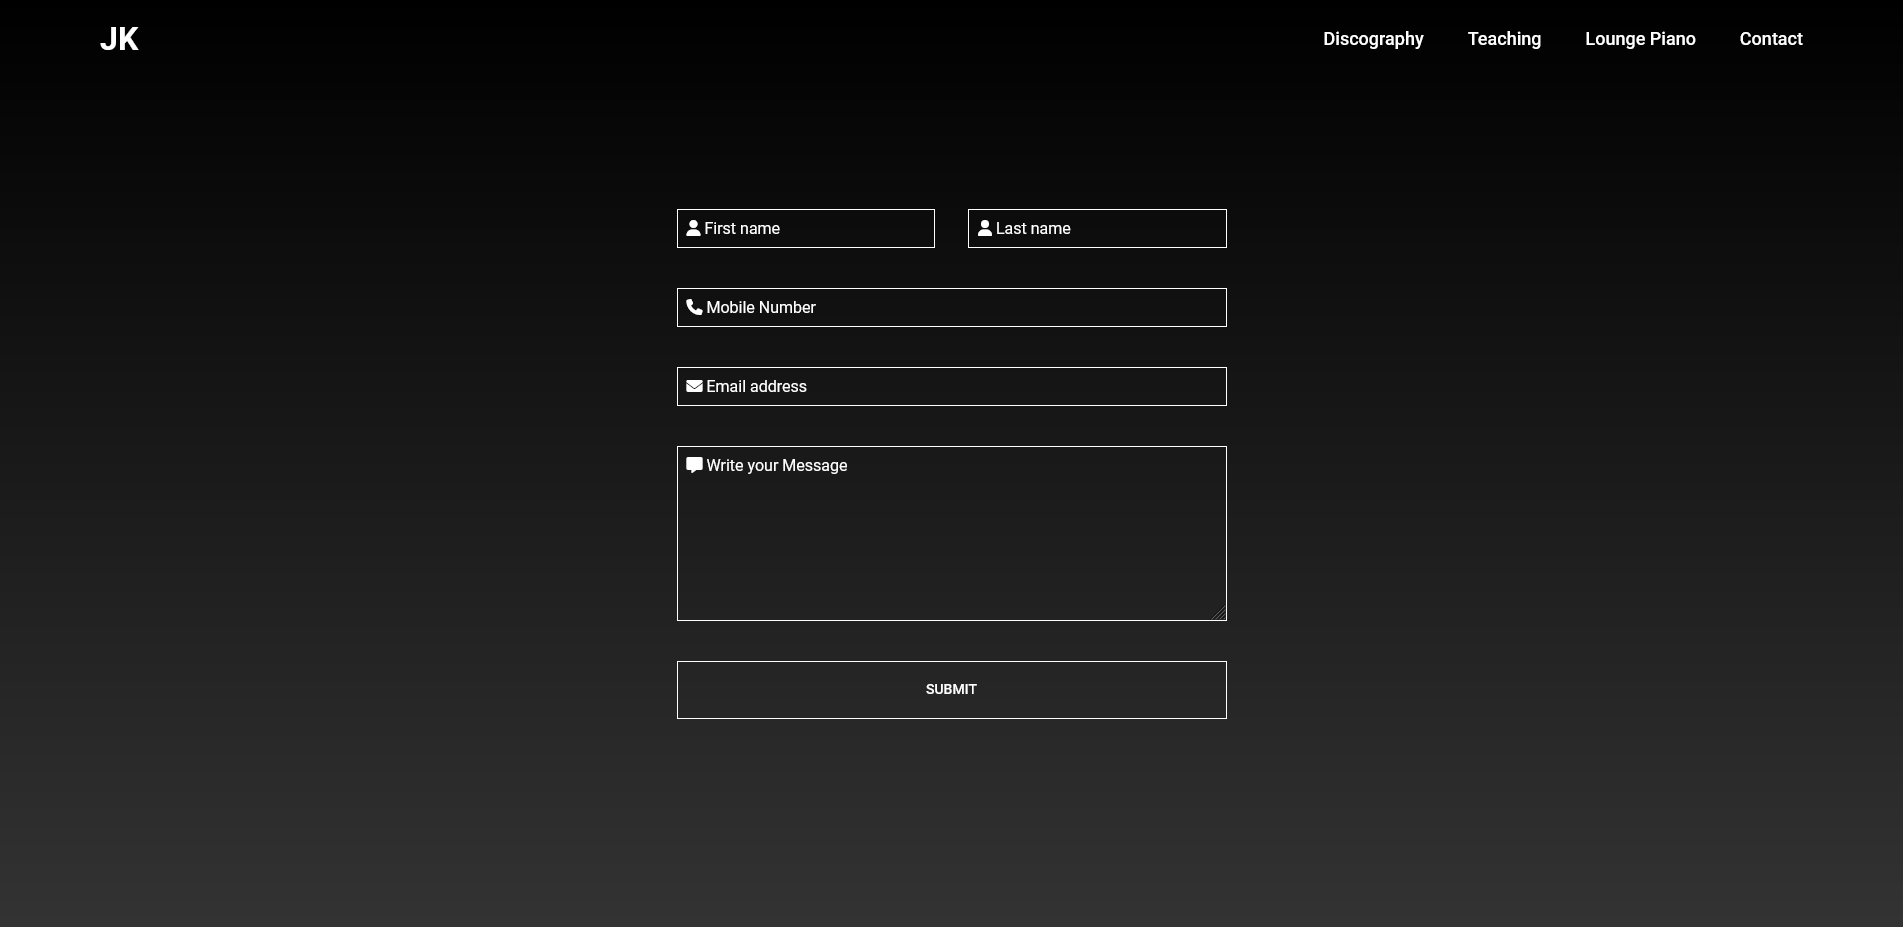 JK
Discography Teaching Lounge Piano Contact
First name Last name
Mobile Number
Email address
Write your Message
SUBMIT